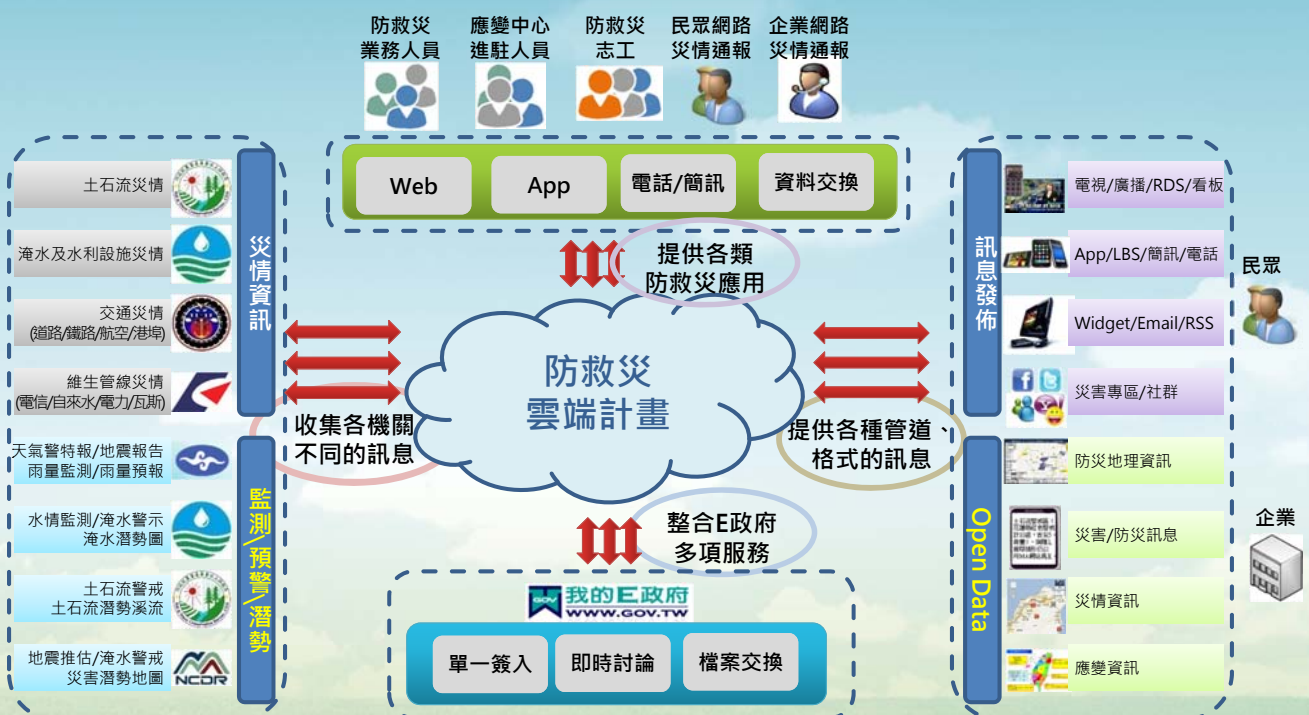 防救災
業務人員
應變中心
進駐人員
防救災
志工
民眾網路
災情通報
企業網路
災情通報
Web
App
電話/簡訊
資料交換
提供各類
防救災應用
災情資訊
土石流災情
淹水及水利設施災情
交通災情
(道路/鐵路/航空/港埠)
維生管線災情
(電信/自來水/電力/瓦斯)
監測/預警/潛勢
天氣警特報/地震報告
雨量監測/雨量預報
水情監測/淹水警示
淹水潛勢圖
土石流警戒
土石流潛勢溪流
地震推估/淹水警戒
災害潛勢地圖
NCDR
收集各機關
不同的訊息
防救災
雲端計畫
提供各種管道、
格式的訊息
整合E政府
多項服務
GOV
我的E政府
WWW.GOV.TW
單一簽入
即時討論
檔案交換
訊息發佈
電視/廣播/RDS/看板
App/LBS/簡訊/電話
Widget/Email/RSS
災害專區/社群
民眾
Open Data
防災地理資訊
災害/防災訊息
災情資訊
應變資訊
企業